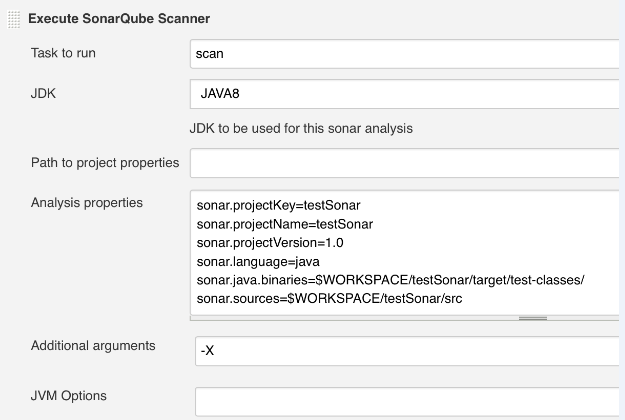 Execute SonarQube Scanner
Task to run
scan
JDK
JAVA8
JDK to be used for this sonar analysis
Path to project properties
Analysis properties
sonar.projectKey=testSonar
sonar.projectName=testSonar
sonar.projectVersion=1.0
sonar.language=java
sonar.java.binaries=$WORKSPACE/testSonar/target/test-classes/
sonar.sources=$WORKSPACE/testSonar/src
Additional arguments
-X
JVM Options